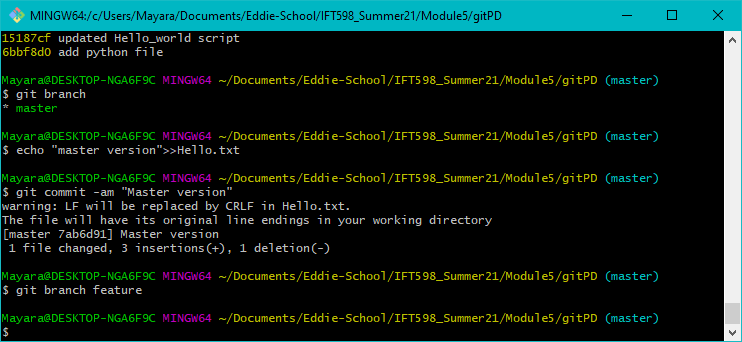 MINGW64:/c/Users/Mayara/Documents/Eddie-School/IFT598_Summer21/Module5/gitPD
15187cf updated Hello_world script
6bbf8d0 add python file
Mayara@DESKTOP-NGA6F9C MINGW64 ~/Documents/Eddie-School/IFT598_Summer21/Module5/gitPD (master)
$ git branch
* master
Mayara@DESKTOP-NGA6F9C MINGW64 ~/Documents/Eddie-School/IFT598_Summer21/Module5/gitPD (master)
$ echo "master version">>Hello.txt
Mayara@DESKTOP-NGA6F9C MINGW64 ~/Documents/Eddie-School/IFT598_Summer21/Module5/gitPD (master)
$ git commit -am "Master version"
warning: LF will be replaced by CRLF in Hello.txt.
The file will have its original line endings in your working directory
[master 7ab6d91] Master version
 1 file changed, 3 insertions(+), 1 deletion(-)
Mayara@DESKTOP-NGA6F9C MINGW64 ~/Documents/Eddie-School/IFT598_Summer21/Module5/gitPD (master)
$ git branch feature
Mayara@DESKTOP-NGA6F9C MINGW64 ~/Documents/Eddie-School/IFT598_Summer21/Module5/gitPD (master)
$